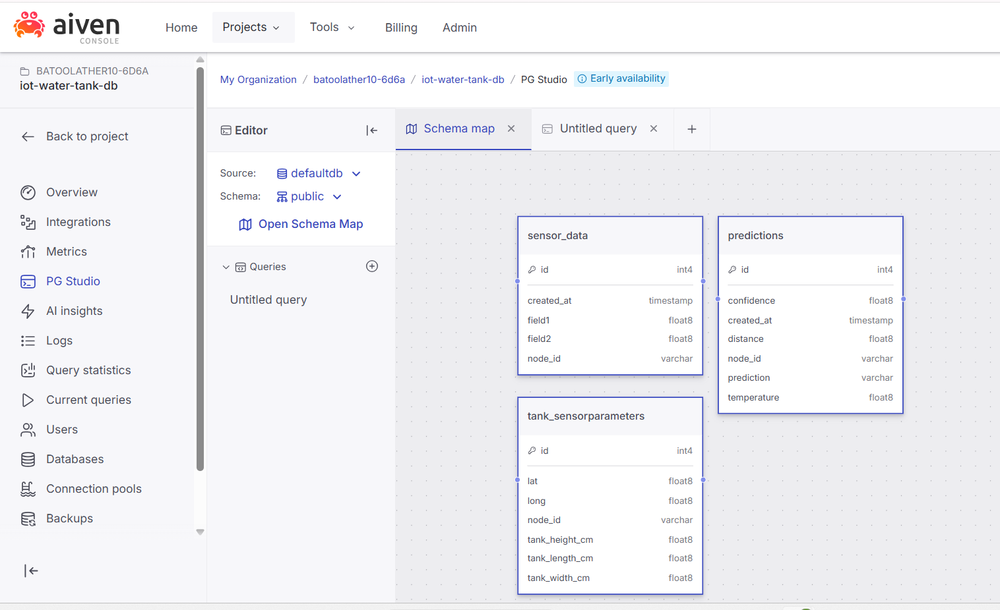 aiven
CONSOLE
Home
Projects
Tools
Billing
Admin
BATOOLATHER10-6D6A
iot-water-tank-db
Back to project
Overview
Integrations
Metrics
PG Studio
AI insights
Logs
Query statistics
Current queries
Users
Databases
Connection pools
Backups
My Organization / batoolather10-6d6a / iot-water-tank-db / PG Studio Early availability
Editor
Source: defaultdb
Schema: public
Open Schema Map
Queries
Untitled query
Schema map
Untitled query
sensor_data
id int4
created_at timestamp
field1 float8
field2 float8
node_id varchar
predictions
id int4
confidence float8
created_at timestamp
distance float8
node_id varchar
prediction varchar
temperature float8
tank_sensorparameters
id int4
lat float8
long float8
node_id varchar
tank_height_cm float8
tank_length_cm float8
tank_width_cm float8